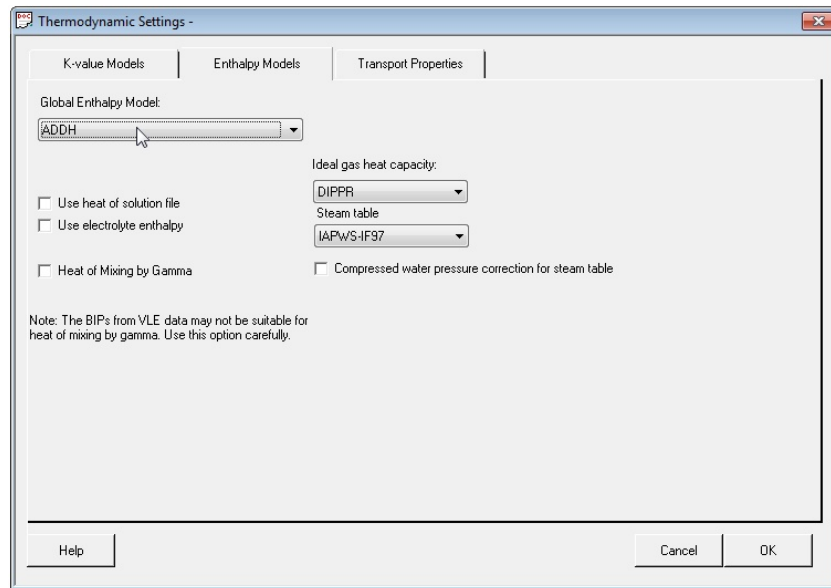 DOC
Thermodynamic Settings -
K-value Models
Enthalpy Models
Transport Properties
Global Enthalpy Model:
ADDH
Ideal gas heat capacity:
DIPPR
Use heat of solution file
Steam table
Use electrolyte enthalpy
IAPWS-IF97
Heat of Mixing by Gamma
Compressed water pressure correction for steam table
Note: The BIPs from VLE data may not be suitable for
heat of mixing by gamma. Use this option carefully.
Help
Cancel
OK